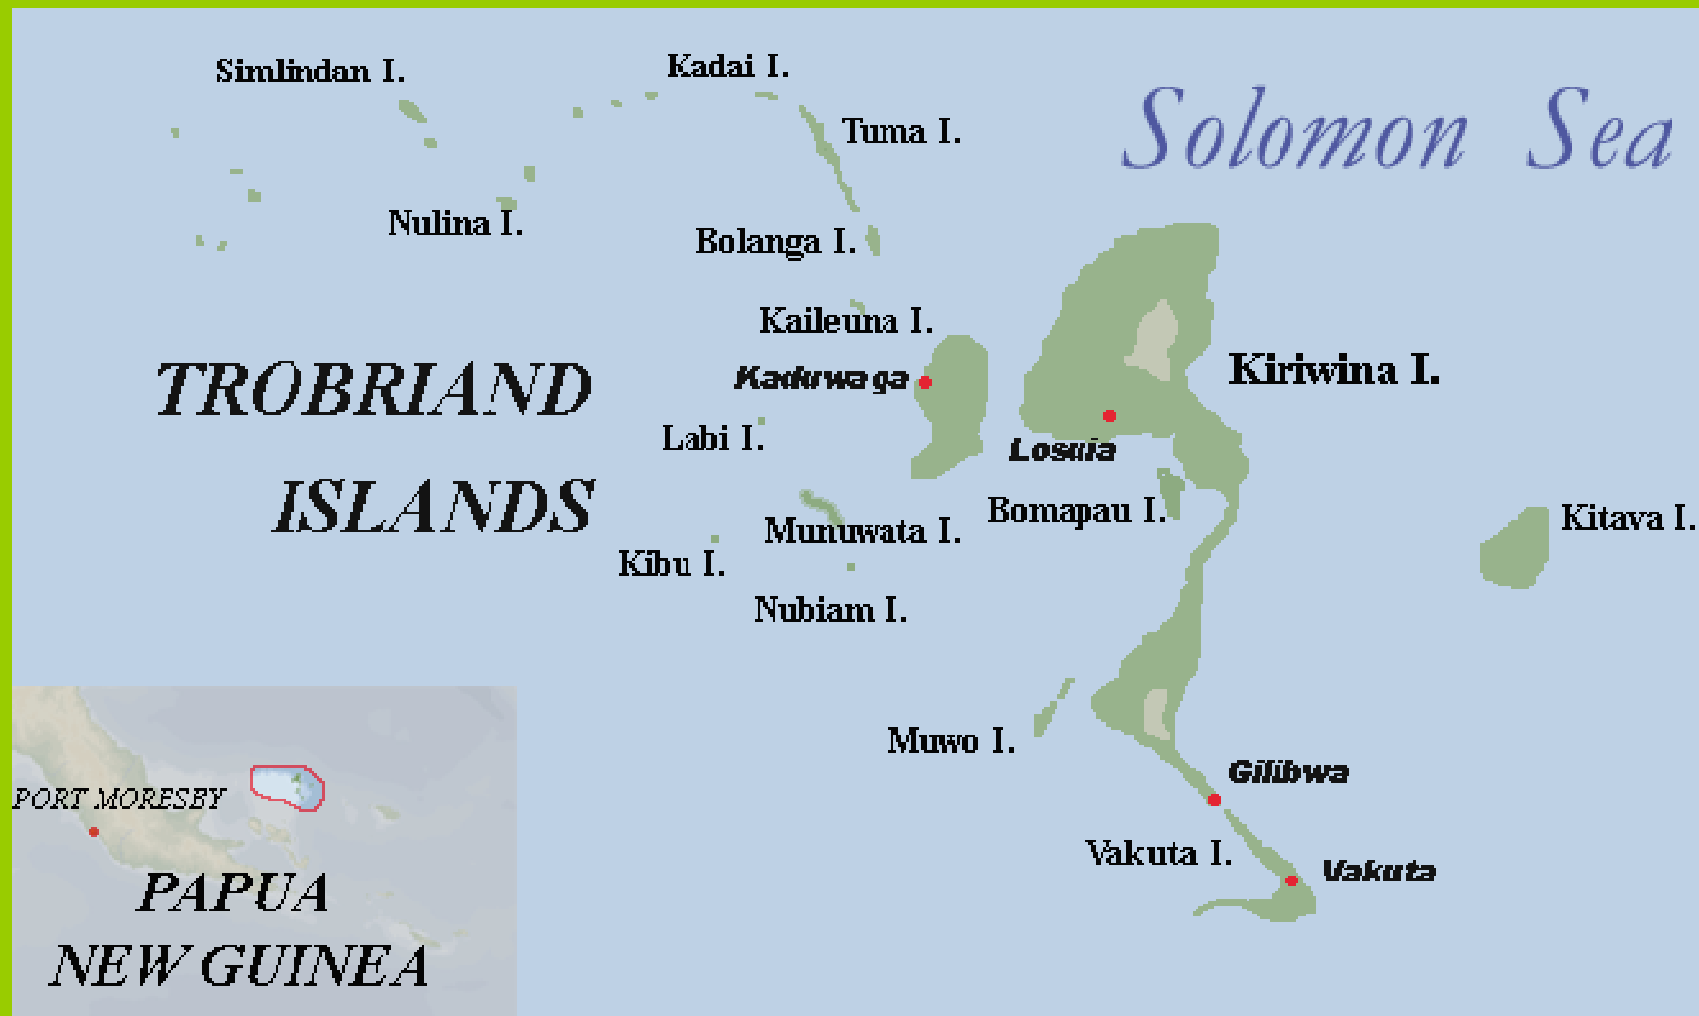 Simlindan I.
Kadai I.
Solomon Sea
Tuma I.
Nulina I.
Bolanga I.
Kaileuna I.
TROBRIAND
Kaduwaga
Kiriwina I.
Labi I.
Losuia
ISLANDS
Bomapau I.
Kitava I.
Munuwata I.
Kibu I.
Nubiam I.
Muwo I.
Gilibwa
PORT MORESBY
Vakuta I.
Vakuta
PAPUA
NEW GUINEA